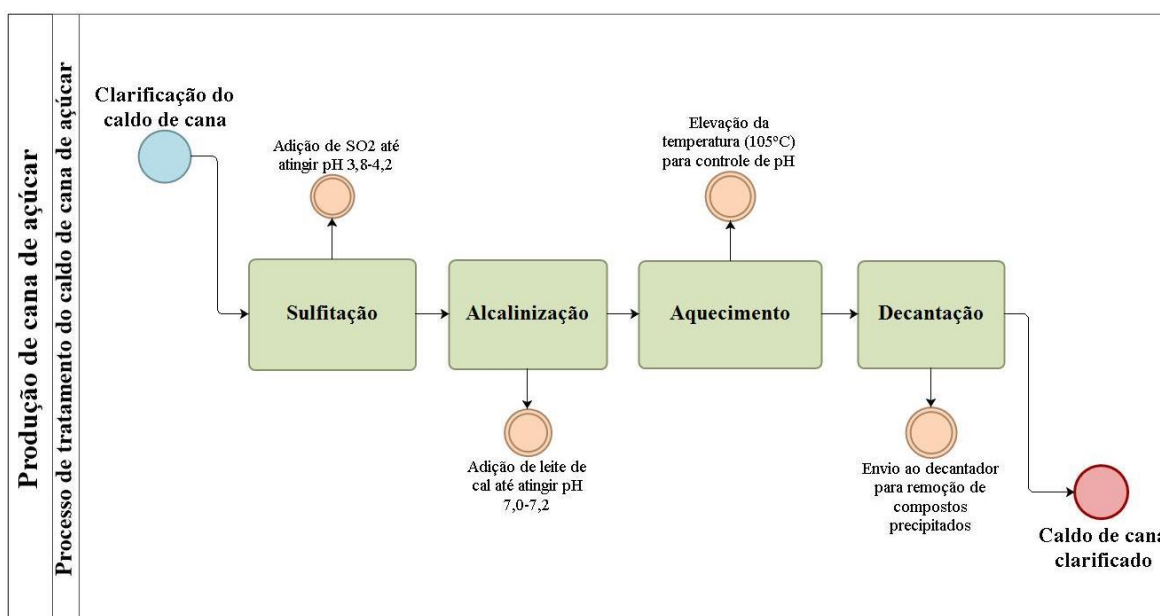 Produção de cana de açúcar
Processo de tratamento do caldo de cana de açúcar
Clarificação do
caldo de cana
Adição de SO2 até
atingir pH 3,8-4,2
Elevação da
temperatura (105°C)
para controle de pH
Sulfitação
Alcalinização
Aquecimento
Decantação
Adição de leite de
cal até atingir pH
7,0-7,2
Envio ao decantador
para remoção de
compostos
precipitados
Caldo de cana
clarificado